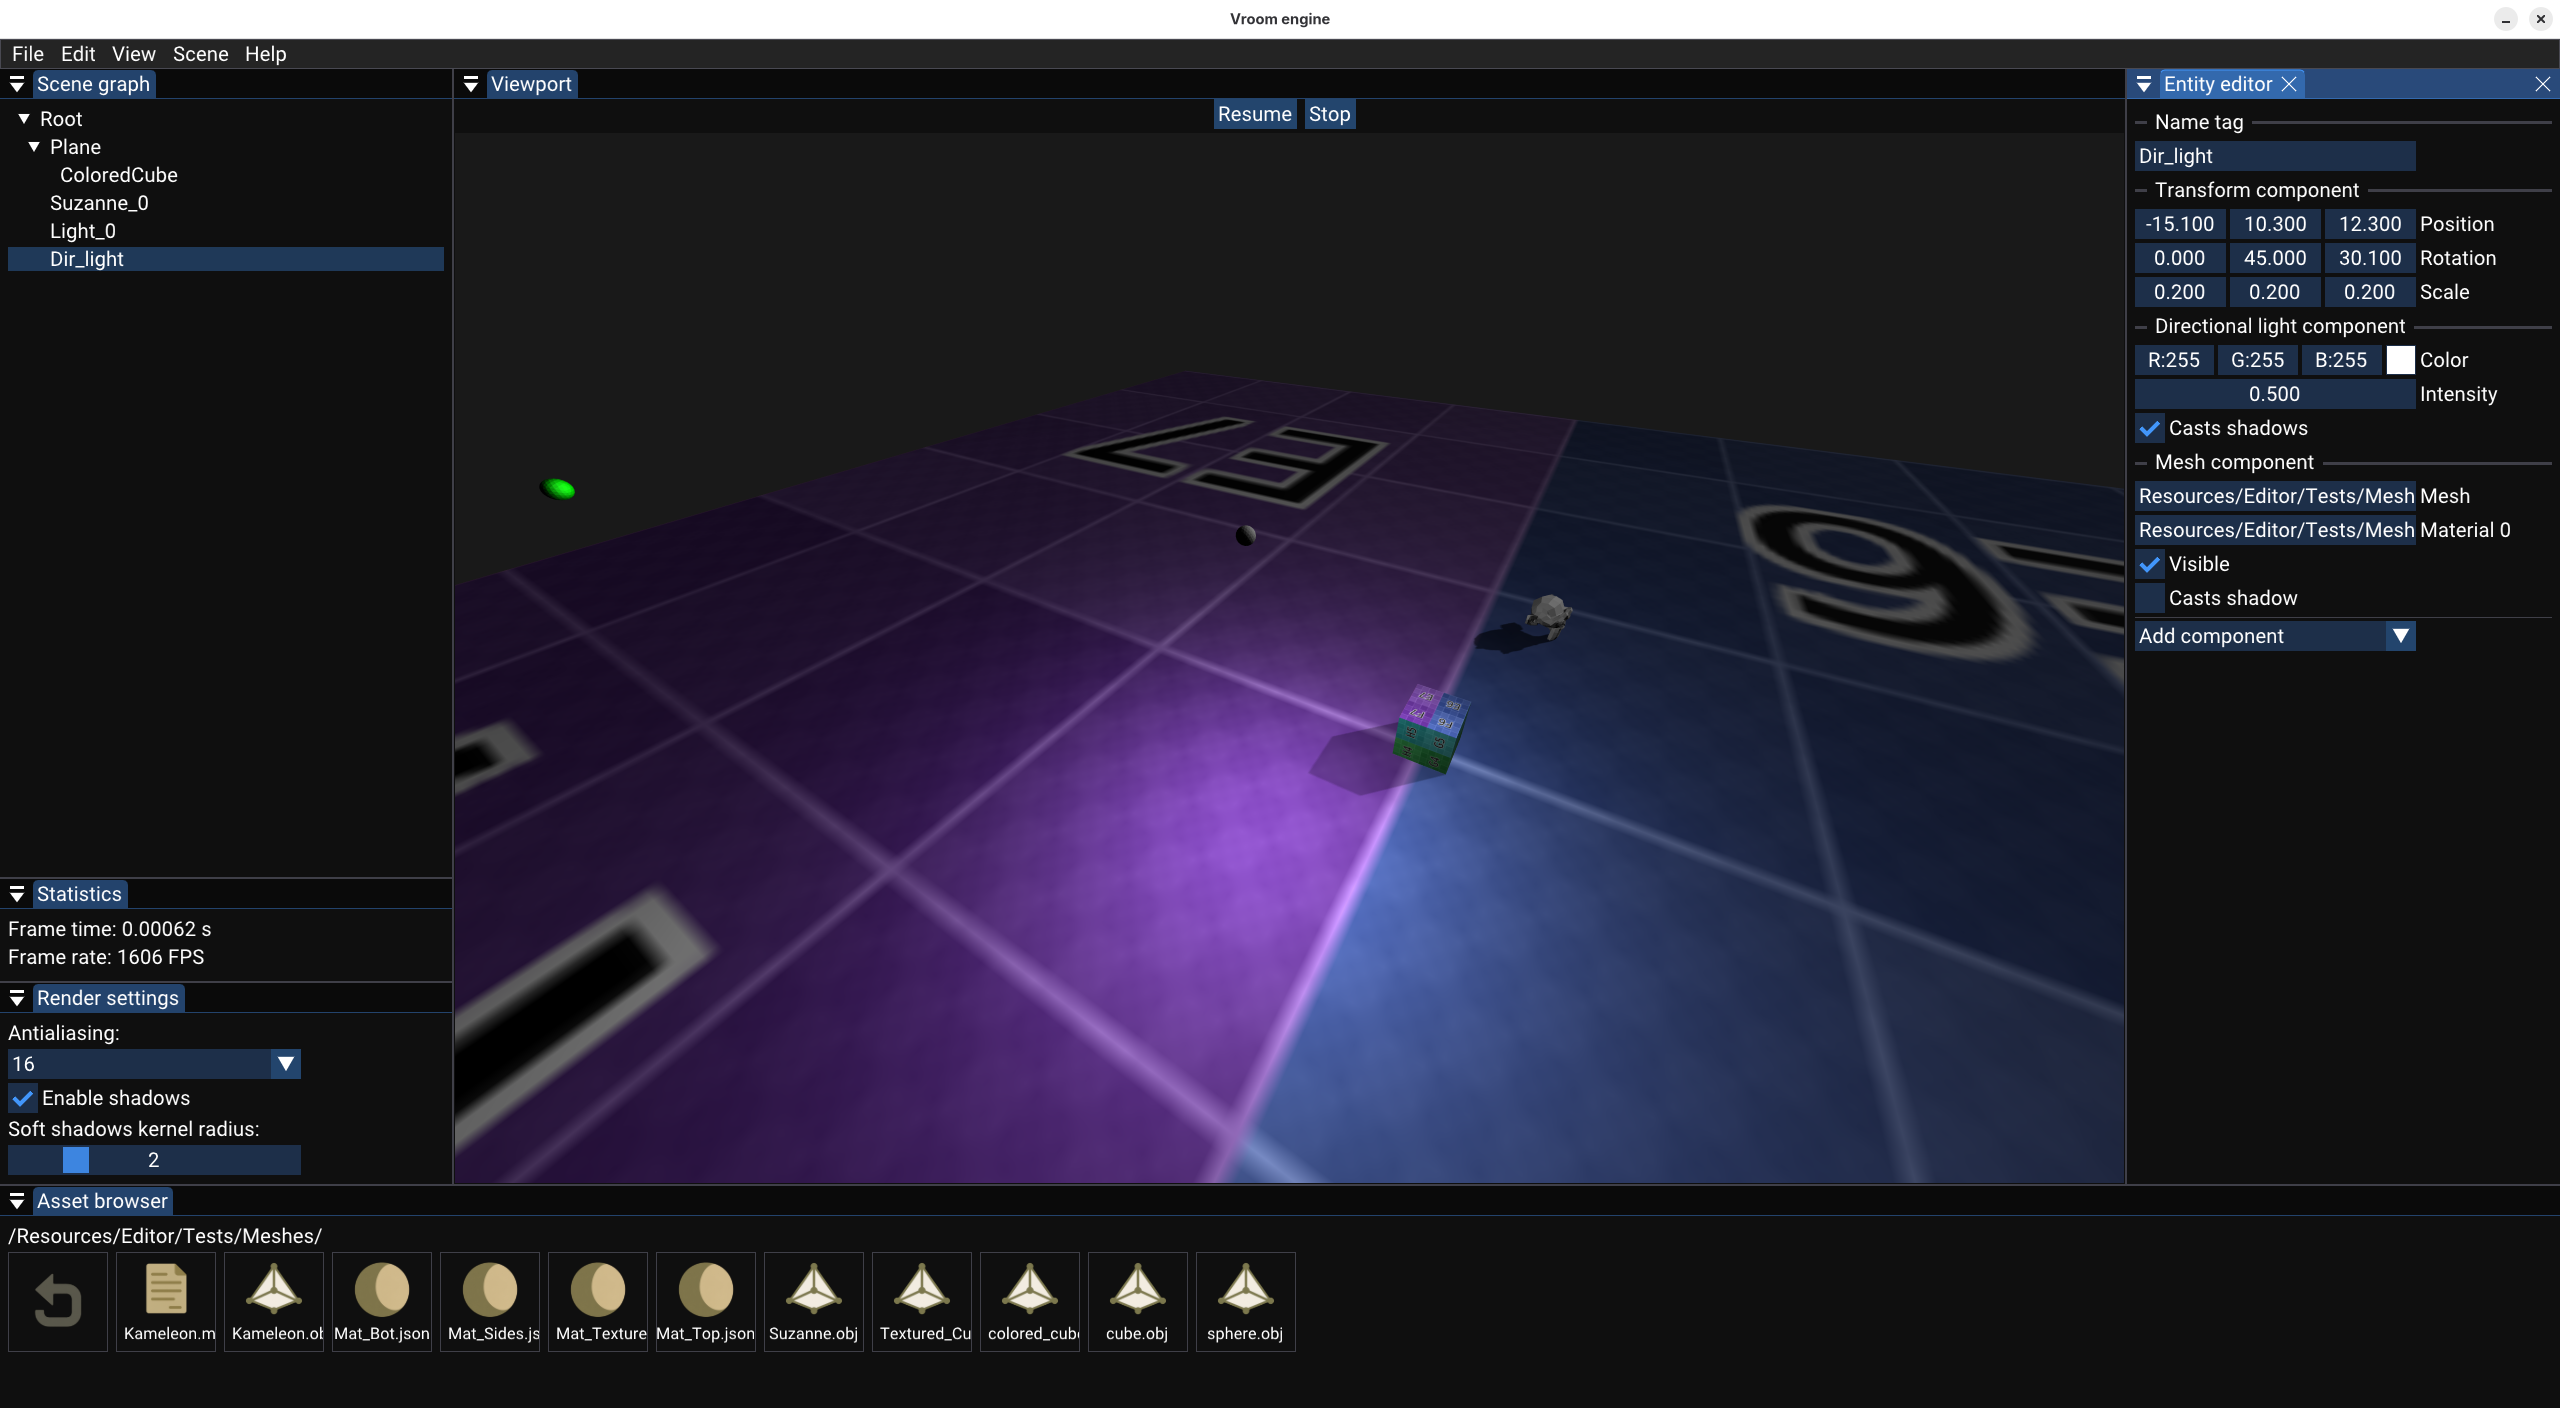 Vroom engine
File Edit View Scene Help
Scene graph
Root
Plane
ColoredCube
Suzanne_0
Light_0
Dir_light
Statistics
Frame time: 0.00062 s
Frame rate: 1606 FPS
Render settings
Antialiasing:
16
Enable shadows
Soft shadows kernel radius:
2
Viewport
Resume Stop
Entity editor
Name tag
Dir_light
Transform component
-15.100 10.300 12.300 Position
0.000 45.000 30.100 Rotation
0.200 0.200 0.200 Scale
Directional light component
R:255 G:255 B:255 Color
0.500 Intensity
Casts shadows
Mesh component
Resources/Editor/Tests/Mesh Mesh
Resources/Editor/Tests/Mesh Material 0
Visible
Casts shadow
Add component
Asset browser
/Resources/Editor/Tests/Meshes/
Kameleon.m Kameleon.ob Mat_Bot.json Mat_Sides.js Mat_Texture Mat_Top.json Suzanne.obj Textured_Cu colored_cub cube.obj sphere.obj